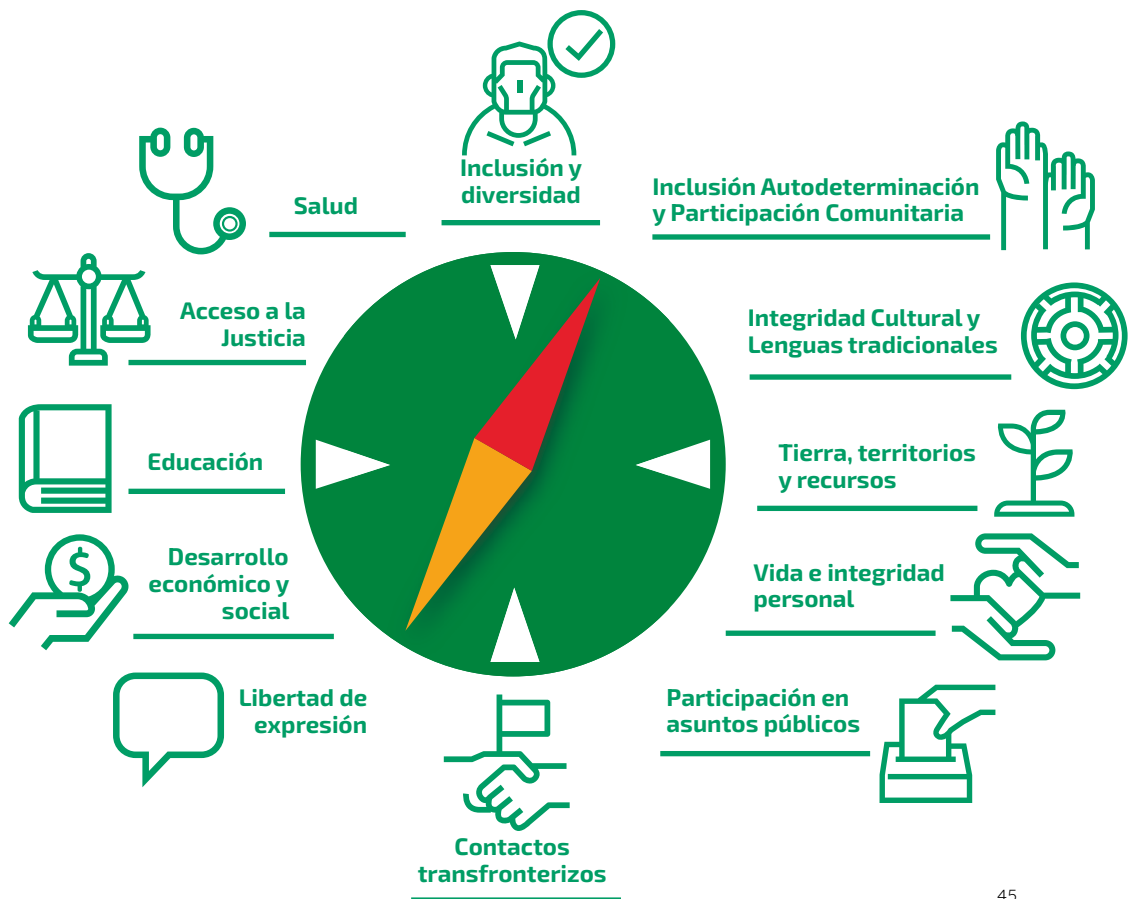 Inclusión y
diversidad
Inclusión Autodeterminación
y Participación Comunitaria
Integridad Cultural y
Lenguas tradicionales
Tierra, territorios
y recursos
Vida e integridad
personal
Participación en
asuntos públicos
Contactos
transfronterizos
Libertad de
expresión
Desarrollo
económico y
social
$
Educación
Acceso a la
Justicia
Salud
45